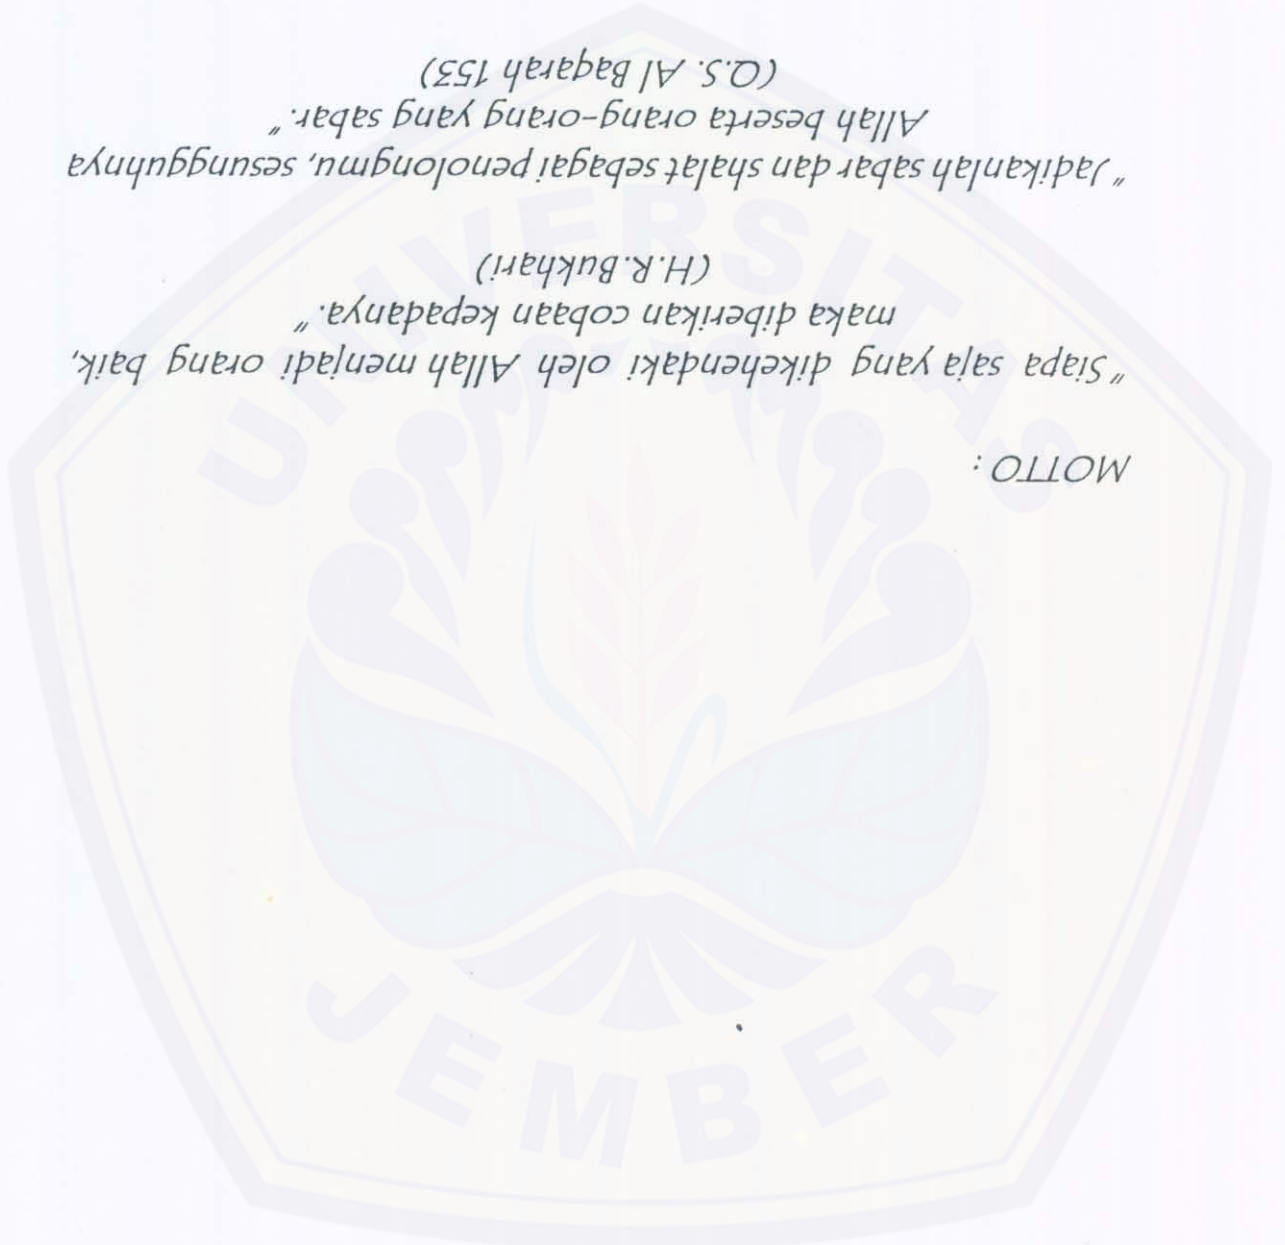 MOTTO :
"Siapa saja yang dikehendaki oleh Allah menjadi orang baik,
maka diberikan cobaan kepadanya."
(H.R.Bukhari)
"Jadikanlah sabar dan shalat sebagai penolongmu, sesungguhnya
Allah beserta orang-orang yang sabar."
(Q.S. Al Baqarah 153)
UNIVERSITAS
JEMBER